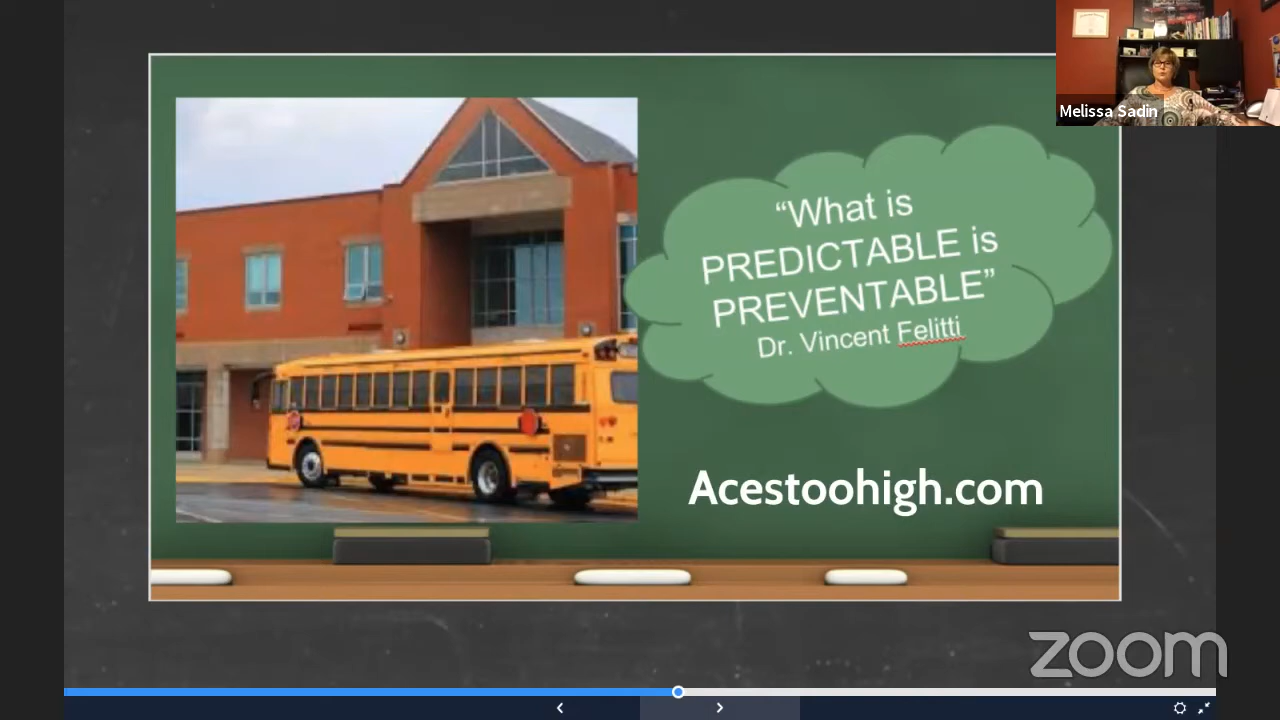 Melissa Sadin
“What is
PREDICTABLE is
PREVENTABLE”
Dr. Vincent Felitti
Acestoohigh.com
zoom